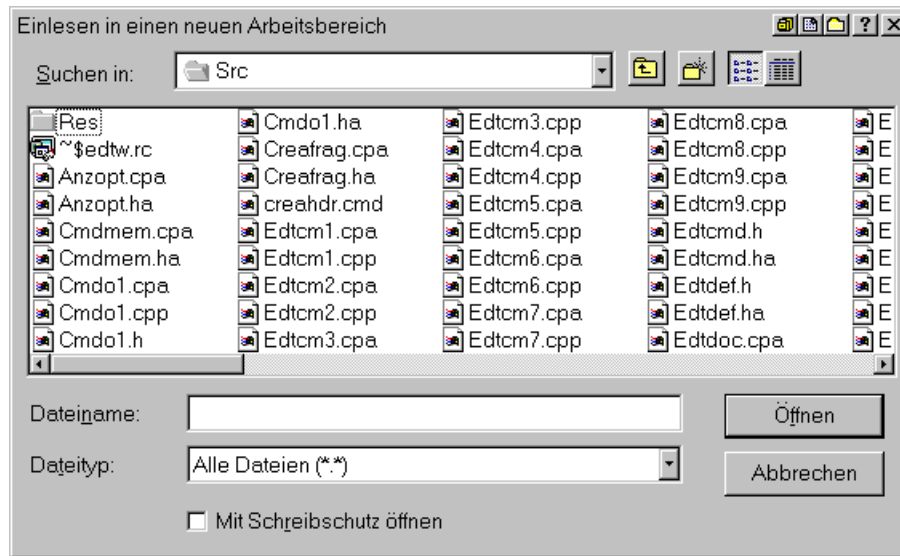 Einlesen in einen neuen Arbeitsbereich
Suchen in: Src
Res Cmdo1.ha Edtcm3.cpp Edtcm8.cpa E
~$edtw.rc Creafrag.cpa Edtcm4.cpa Edtcm8.cpp E
Anzopt.cpa Creafrag.ha Edtcm4.cpp Edtcm9.cpa E
Anzopt.ha creahdr.cmd Edtcm5.cpa Edtcm9.cpp E
Cmdmem.cpa Edtcm1.cpa Edtcm5.cpp Edtcmd.h E
Cmdmem.ha Edtcm1.cpp Edtcm6.cpa Edtcmd.ha E
Cmdo1.cpa Edtcm2.cpa Edtcm6.cpp Edtdef.h E
Cmdo1.cpp Edtcm2.cpp Edtcm7.cpa Edtdef.ha E
Cmdo1.h Edtcm3.cpa Edtcm7.cpp Edtdoc.cpa E
Dateiname: Öffnen
Dateityp: Alle Dateien (*.*) Abbrechen
Mit Schreibschutz öffnen